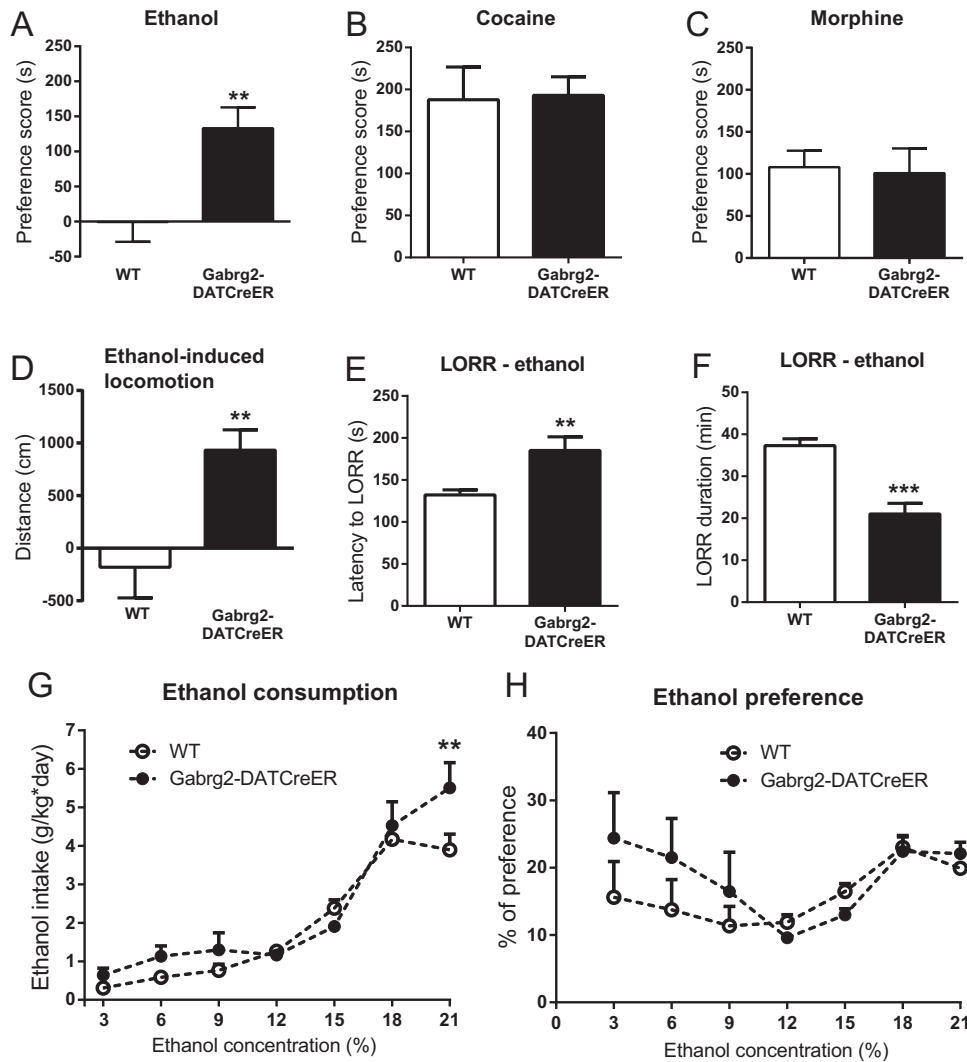 A
Ethanol
Preference score (s)
250
200
150
100
50
0
-50
**
WT
Gabrg2-
DATCreER
B
Cocaine
Preference score (s)
250
200
150
100
50
0
WT
Gabrg2-
DATCreER
C
Morphine
Preference score (s)
250
200
150
100
50
0
WT
Gabrg2-
DATCreER
D
Ethanol-induced
locomotion
Distance (cm)
1500
1000
500
0
-500
**
WT
Gabrg2-
DATCreER
E
LORR - ethanol
Latency to LORR (s)
250
200
150
100
50
0
**
WT
Gabrg2-
DATCreER
F
LORR - ethanol
LORR duration (min)
50
40
30
20
10
0
***
WT
Gabrg2-
DATCreER
G
Ethanol consumption
Ethanol intake (g/kg*day)
7
6
5
4
3
2
1
0
WT
Gabrg2-DATCreER
**
3 6 9 12 15 18 21
Ethanol concentration (%)
H
Ethanol preference
% of preference
40
30
20
10
0
WT
Gabrg2-DATCreER
0 3 6 9 12 15 18 21
Ethanol concentration (%)